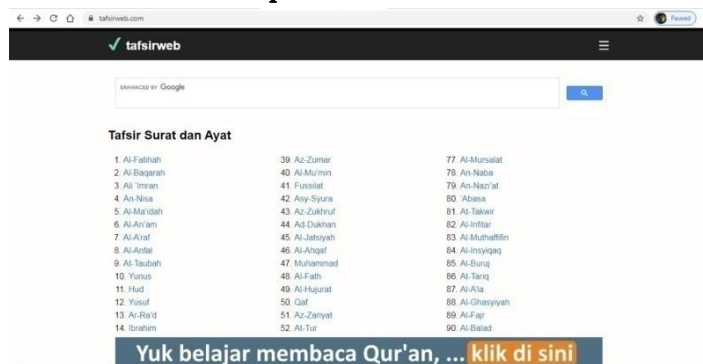 tafsirweb.com
Paused
tafsirweb
ENHANCED BY Google
Tafsir Surat dan Ayat
1. Al-Fatihah
2. Al-Baqarah
3. Ali 'Imran
4. An-Nisa
5. Al-Ma'idah
6. Al-An'am
7. Al-A'raf
8. Al-Anfal
9. At-Taubah
10. Yunus
11. Hud
12. Yusuf
13. Ar-Ra'd
14. Ibrahim
39. Az-Zumar
40. Al-Mu'min
41. Fussilat
42. Asy-Syura
43. Az-Zukhruf
44. Ad-Dukhan
45. Al-Jatsiyah
46. Al-Ahqaf
47. Muhammad
48. Al-Fath
49. Al-Hujurat
50. Qaf
51. Az-Zariyat
52. At-Tur
77. Al-Mursalat
78. An-Naba
79. An-Nazi'at
80. 'Abasa
81. At-Takwir
82. Al-Infitar
83. Al-Muthaffifin
84. Al-Insyiqaq
85. Al-Buruj
86. At-Tariq
87. Al-A'la
88. Al-Ghasyiyah
89. Al-Fajr
90. Al-Balad
Yuk belajar membaca Qur'an, ... klik di sini